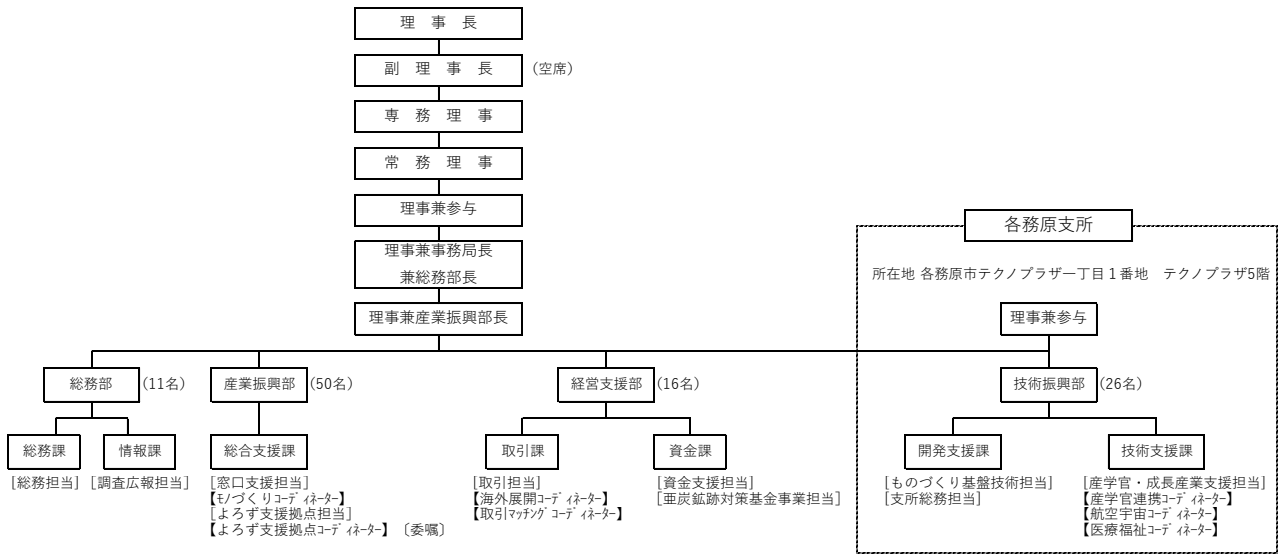 理　事　長
副　理　事　長　(空席)
専　務　理　事
常　務　理　事
理事兼参与
理事兼事務局長
兼総務部長
理事兼産業振興部長
各務原支所
所在地 各務原市テクノプラザ一丁目１番地　テクノプラザ5階
理事兼参与
総務部 (11名)
産業振興部 (50名)
経営支援部 (16名)
技術振興部 (26名)
総務課
情報課
総合支援課
取引課
資金課
開発支援課
技術支援課
[総務担当]
[調査広報担当]
[窓口支援担当]
【ﾓﾉづくりｺｰﾃﾞｨﾈｰﾀｰ】
[よろず支援拠点担当]
【よろず支援拠点ｺｰﾃﾞｨﾈｰﾀｰ】〔委嘱〕
[取引担当]
【海外展開ｺｰﾃﾞｨﾈｰﾀｰ】
【取引ﾏｯﾁﾝｸﾞｺｰﾃﾞｨﾈｰﾀｰ】
[資金支援担当]
[亜炭鉱跡対策基金事業担当]
[ものづくり基盤技術担当]
[支所総務担当]
[産学官・成長産業支援担当]
【産学官連携ｺｰﾃﾞｨﾈｰﾀｰ】
【航空宇宙ｺｰﾃﾞｨﾈｰﾀｰ】
【医療福祉ｺｰﾃﾞｨﾈｰﾀｰ】